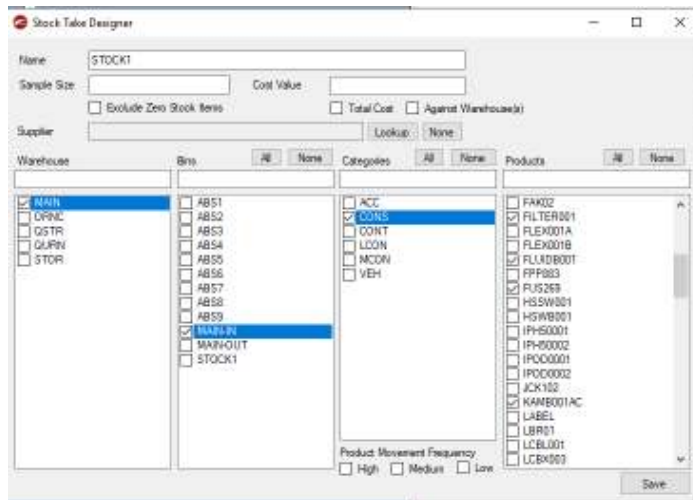 Stock Take Designer
Name STOCK1
Sample Size Cost Value
Exclude Zero Stock Items Total Cost Against Warehouse(s)
Supplier Lookup None
Warehouse Bins All None Categories All None Products All None
MAIN
ORNC
QSTR
QURN
STOR
ABS1
ABS2
ABS3
ABS4
ABS5
ABS6
ABS7
ABS8
ABS9
MAIN-IN
MAIN-OUT
STOCK1
ACC
CONS
CONT
LCON
MCON
VEH
Product Movement Frequency
High Medium Low
FAK02
FILTER001
FLEX001A
FLEX001B
FLUIDB001
FPP003
FUS269
HSSW001
HSWB001
IPHS0001
IPHS0002
IPOD0001
IPOD0002
JCK102
KAMB001AC
LABEL
LBR01
LCBL001
LCBX003
Save